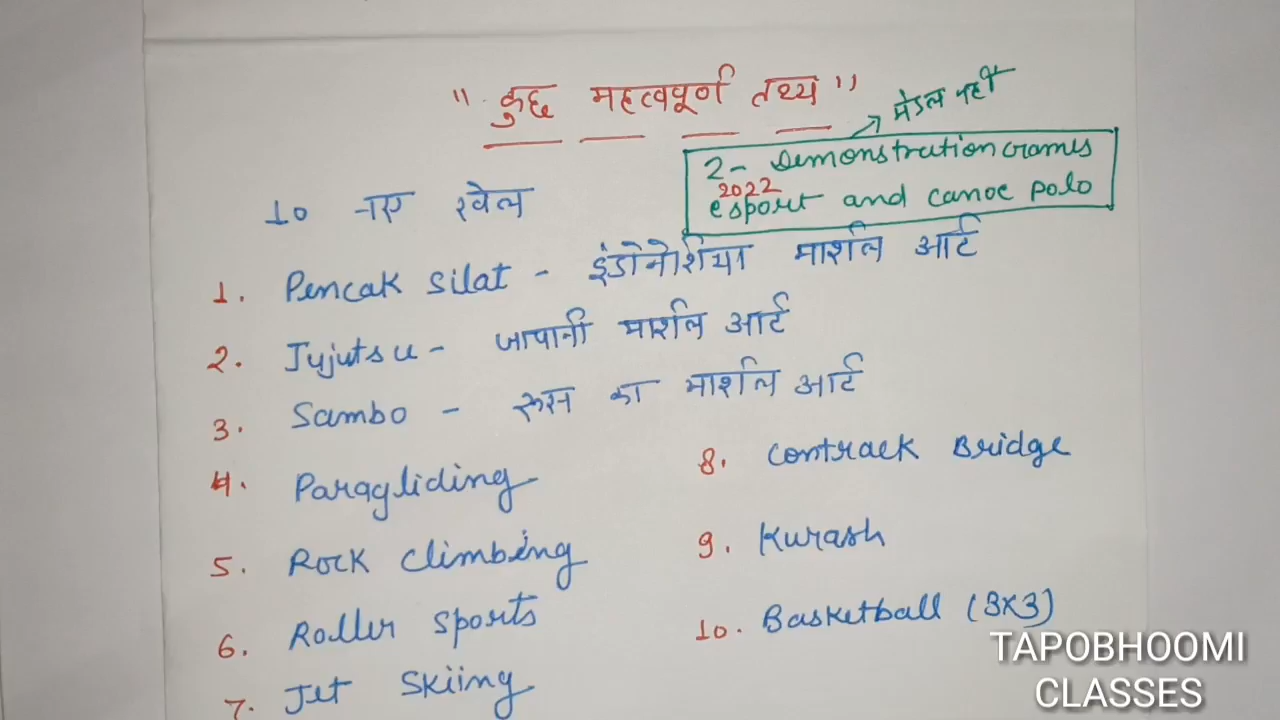 " कुछ महत्वपूर्ण तथ्य "
मेडल नहीं
2- Demonstration Games
2022
esport and canoe polo
10 नए खेल
1. Pencak Silat - इंडोनेशिया मार्शल आर्ट
2. Jujutsu - जापानी मार्शल आर्ट
3. Sambo - रूस का मार्शल आर्ट
4. Paragliding
5. Rock Climbing
6. Roller Sports
7. Jet Skiing
8. Contrack Bridge
9. Kurash
10. Basketball (3x3)
TAPOBHOOMI
CLASSES